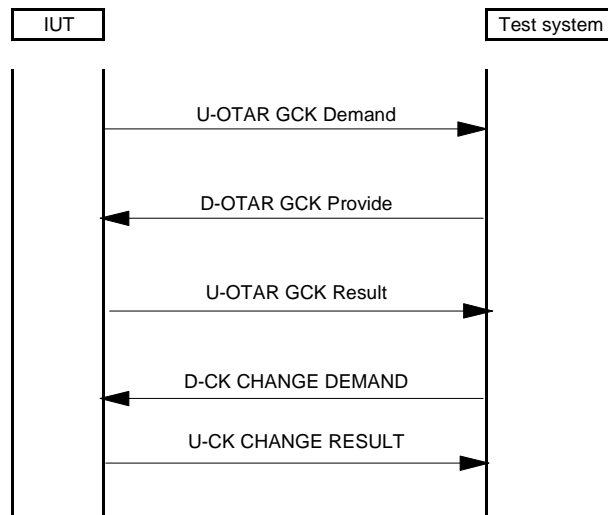 IUT
Test system
U-OTAR GCK Demand
D-OTAR GCK Provide
U-OTAR GCK Result
D-CK CHANGE DEMAND
U-CK CHANGE RESULT